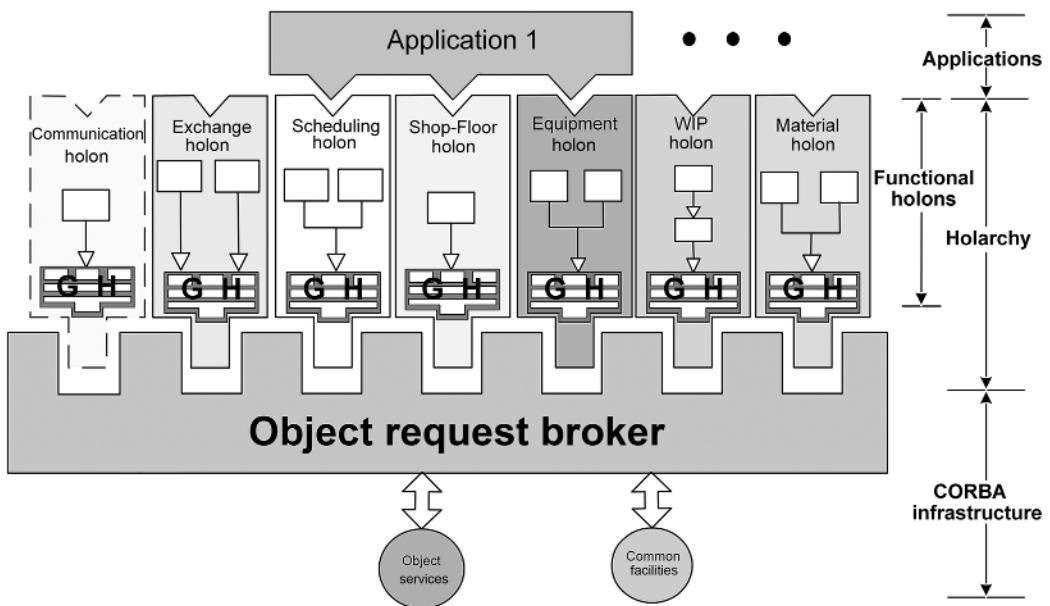 Application 1
• • •
Applications
Communication
holon
Exchange
holon
Scheduling
holon
Shop-Floor
holon
Equipment
holon
WIP
holon
Material
holon
Functional
holons
Holarchy
G H
G H
G H
G H
G H
G H
G H
Object request broker
CORBA
infrastructure
Object
services
Common
facilities